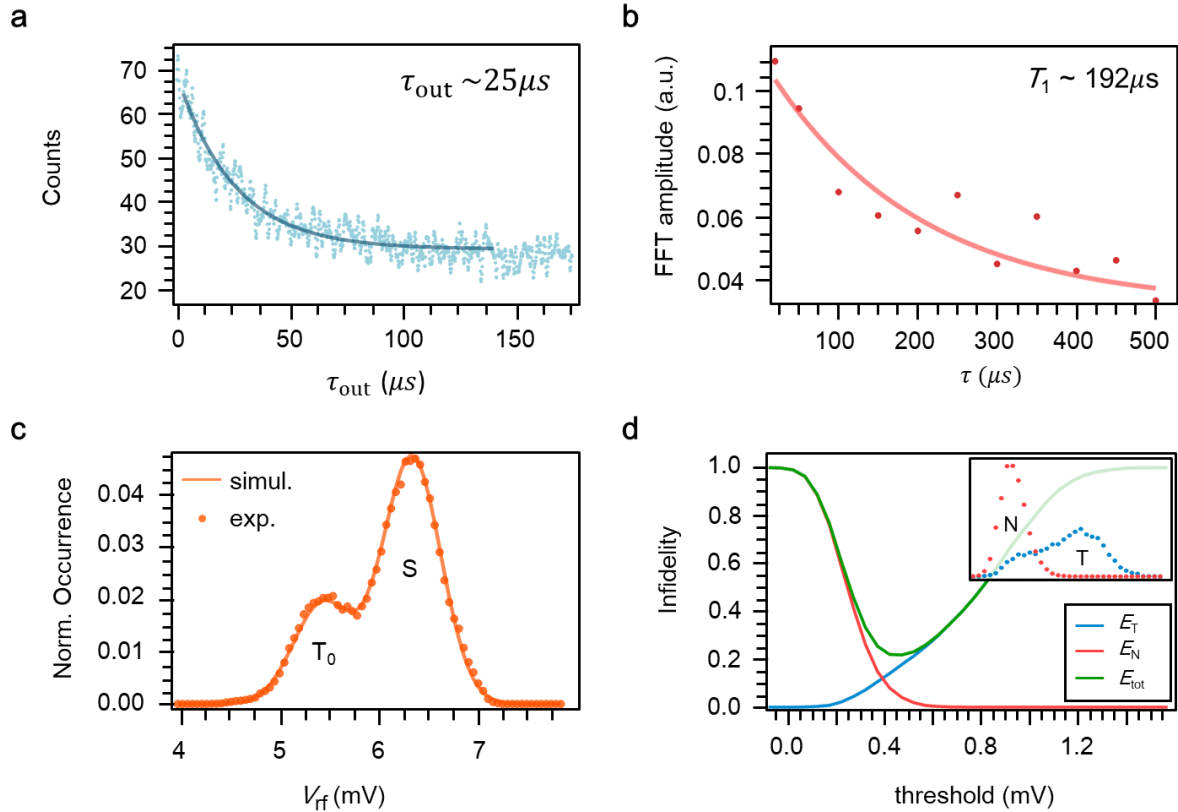 a
τout ~25μs
Counts
70
60
50
40
30
20
0
50
100
150
τout (μs)
b
T1 ~ 192μs
FFT amplitude (a.u.)
0.1
0.08
0.06
0.04
100
200
300
400
500
τ (μs)
c
simul.
exp.
Norm. Occurrence
0.04
0.03
0.02
0.01
0.00
T0
S
4
5
6
7
Vrf (mV)
d
Infidelity
1.0
0.8
0.6
0.4
0.2
0.0
N
T
ET
EN
Etot
0.0
0.4
0.8
1.2
threshold (mV)